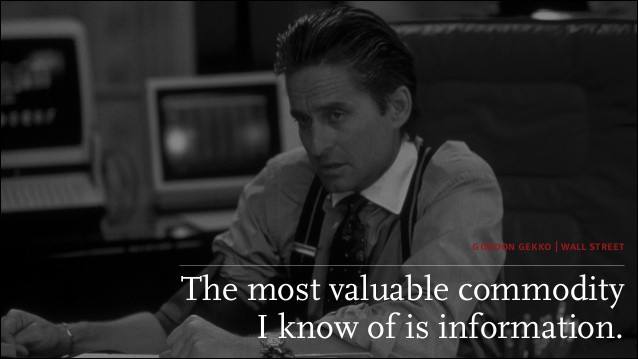 GORDON GEKKO | WALL STREET
The most valuable commodity
I know of is information.